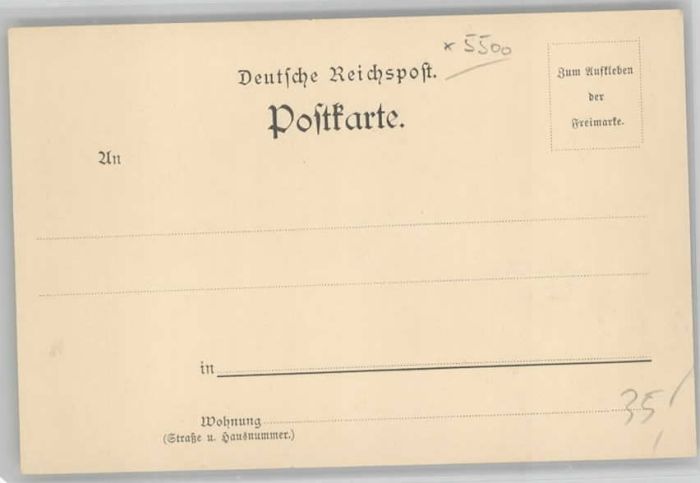 * 5500
Deutſche Reichspoſt.
Poſtkarte.
Zum Aufkleben
der
Freimarke.
An
in
Wohnung
(Straße u. Hausnummer.)
35